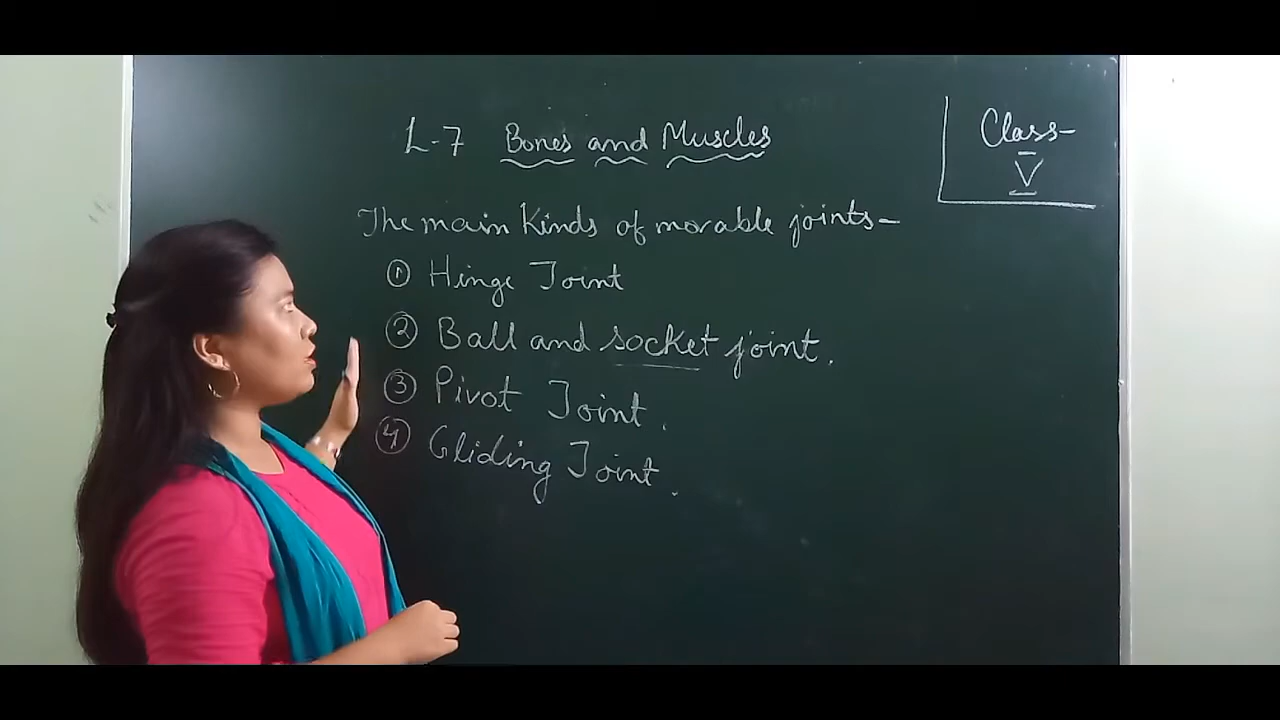 L-7 Bones and Muscles
Class-
V
The main Kinds of movable joints-
① Hinge Joint
② Ball and socket joint.
③ Pivot Joint.
④ Gliding Joint.